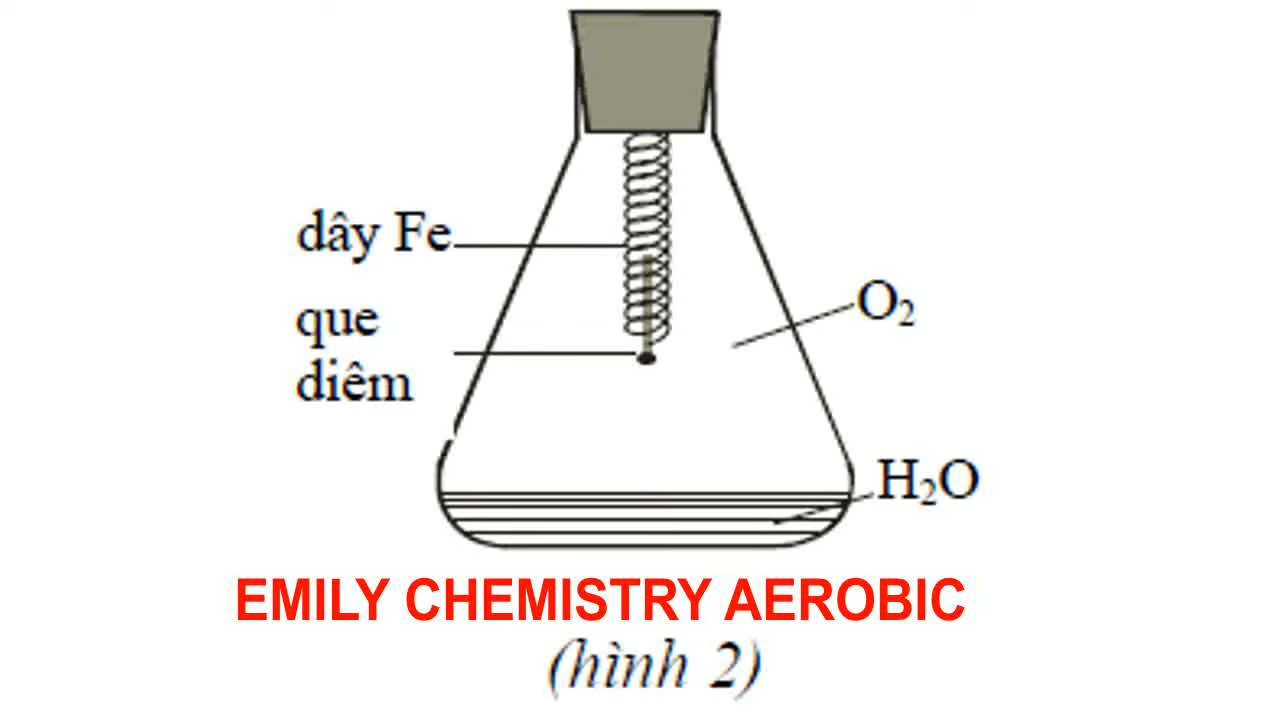 dây Fe
que
diêm
O₂
H₂O
EMILY CHEMISTRY AEROBIC
(hình 2)